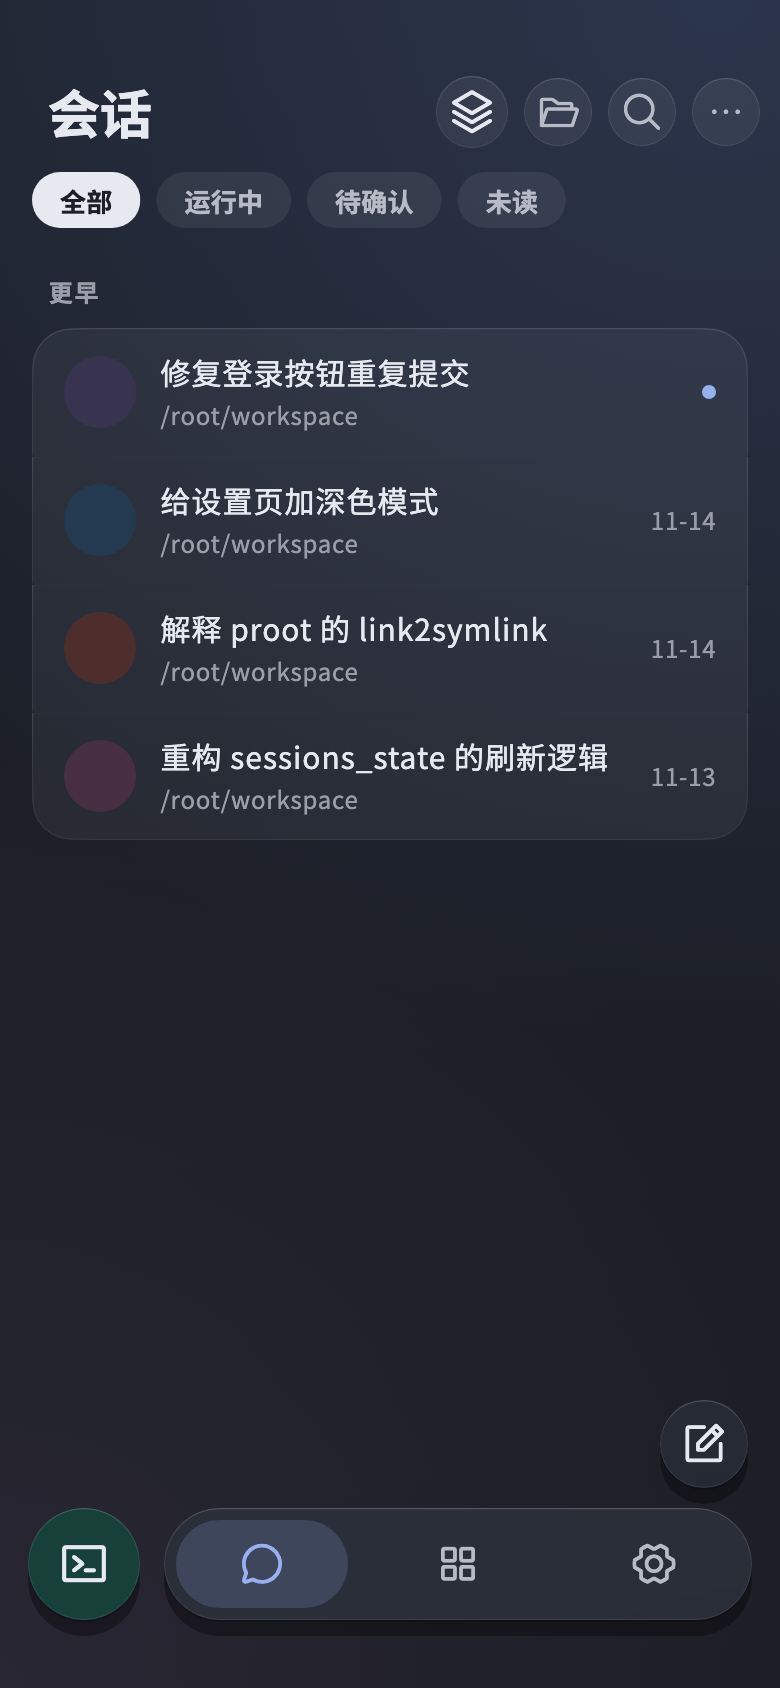 会话
全部 运行中 待确认 未读
更早
修复登录按钮重复提交
/root/workspace
给设置页加深色模式
/root/workspace
11-14
解释 proot 的 link2symlink
/root/workspace
11-14
重构 sessions_state 的刷新逻辑
/root/workspace
11-13